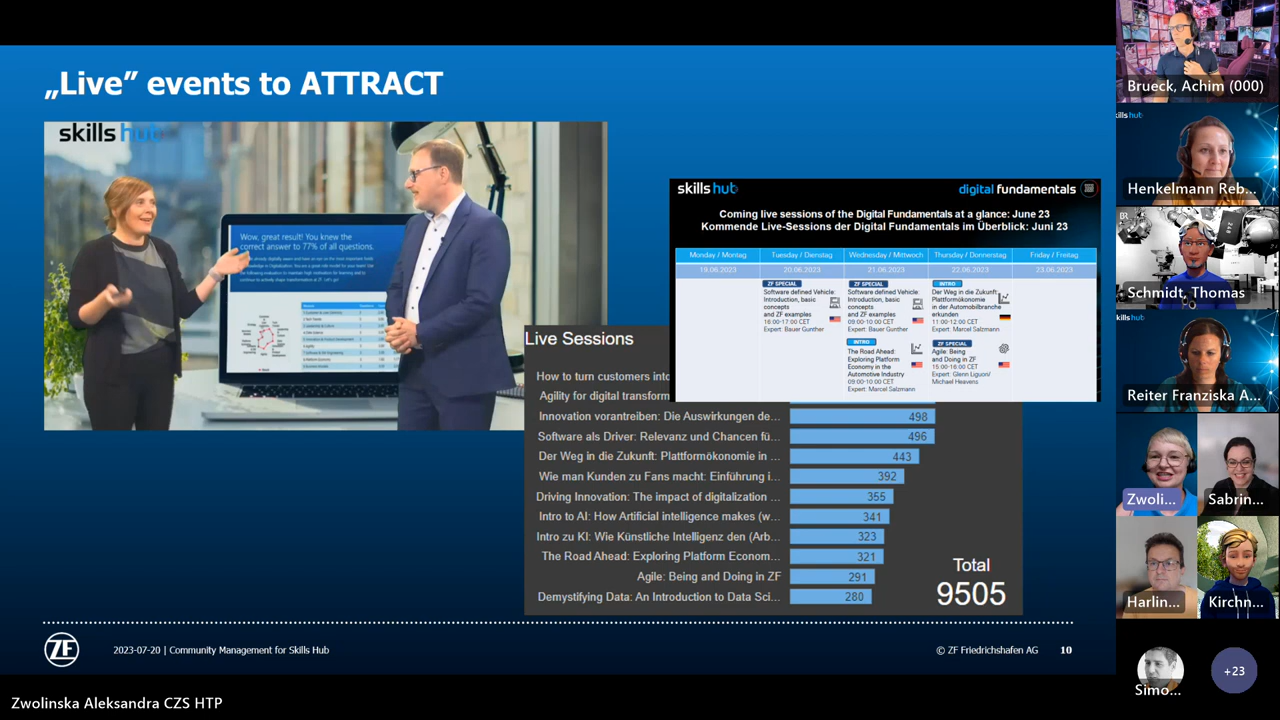 „Live” events to ATTRACT
skills hub
Wow, great result! You knew the
correct answer to 77% of all questions.
skills hub
digital fundamentals
Coming live sessions of the Digital Fundamentals at a glance: June 23
Kommende Live-Sessions der Digital Fundamentals im Überblick: Juni 23
Monday / Montag
Tuesday / Dienstag
Wednesday / Mittwoch
Thursday / Donnerstag
Friday / Freitag
19.06.2023
20.06.2023
21.06.2023
22.06.2023
23.06.2023
ZF SPECIAL
Software defined Vehicle:
Introduction, basic
concepts
and ZF examples
16:00-17:00 CET
Expert: Bauer Gunther
ZF SPECIAL
Software defined Vehicle:
Introduction, basic
concepts
and ZF examples
09:00-10:00 CET
Expert: Bauer Gunther
INTRO
The Road Ahead:
Exploring Platform
Economy in the
Automotive Industry
09:00-10:00 CET
Expert: Marcel Salzmann
INTRO
Der Weg in die Zukunft:
Plattformökonomie
in der Automobilbranche
erkunden
11:00-12:00 CET
Expert: Marcel Salzmann
ZF SPECIAL
Agile: Being
and Doing in ZF
15:00-16:00 CET
Expert: Glenn Liguori/
Michael Heavens
Live Sessions
How to turn customers into
Agility for digital transform
Innovation vorantreiben: Die Auswirkungen de... 498
Software als Driver: Relevanz und Chancen fü... 496
Der Weg in die Zukunft: Plattformökonomie in ... 443
Wie man Kunden zu Fans macht: Einführung i... 392
Driving Innovation: The impact of digitalization ... 355
Intro to AI: How Artificial intelligence makes (w... 341
Intro zu KI: Wie Künstliche Intelligenz den (Arb... 323
The Road Ahead: Exploring Platform Econom... 321
Agile: Being and Doing in ZF 291
Demystifying Data: An Introduction to Data Sci... 280
Total
9505
ZF
2023-07-20 | Community Management for Skills Hub
© ZF Friedrichshafen AG
10
Zwolinska Aleksandra CZS HTP
Brueck, Achim (000)
ills hub
Henkelmann Reb...
BR
Schmidt, Thomas
skills hub
Reiter Franziska A...
Zwoli...
Sabrin...
Harlin...
Kirchn...
Simo...
+23